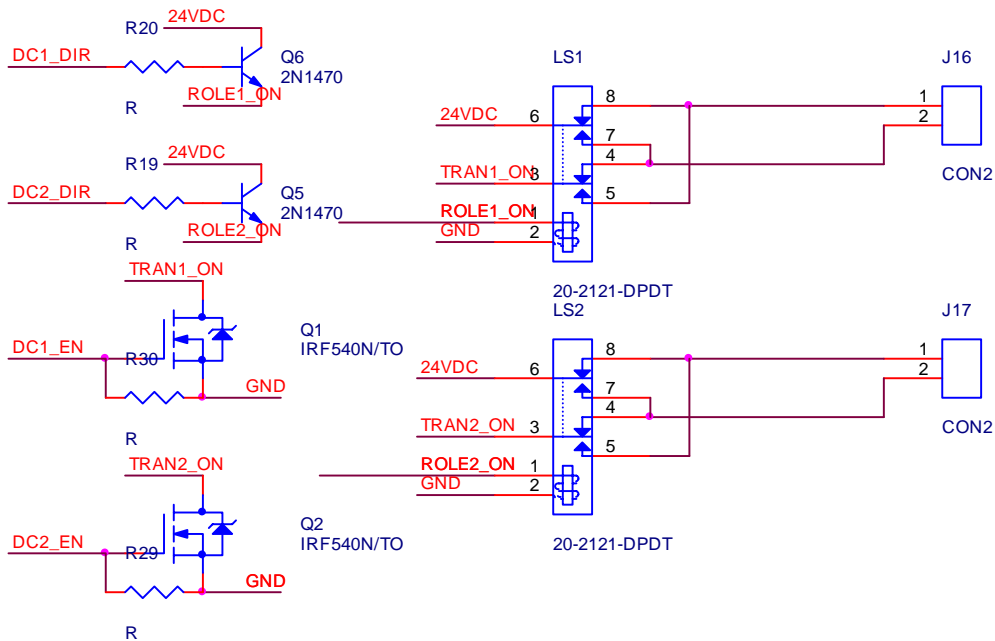 24VDC
R20
DC1_DIR
Q6
2N1470
ROLE1_ON
R
24VDC
R19
DC2_DIR
Q5
2N1470
ROLE2_ON
R
TRAN1_ON
DC1_EN
R30
Q1
IRF540N/TO
GND
R
TRAN2_ON
DC2_EN
R29
Q2
IRF540N/TO
GND
R
LS1
24VDC
6
8
7
4
TRAN1_ON
3
5
ROLE1_ON
1
GND
2
20-2121-DPDT
J16
1
2
CON2
LS2
24VDC
6
8
7
4
TRAN2_ON
3
5
ROLE2_ON
1
GND
2
20-2121-DPDT
J17
1
2
CON2